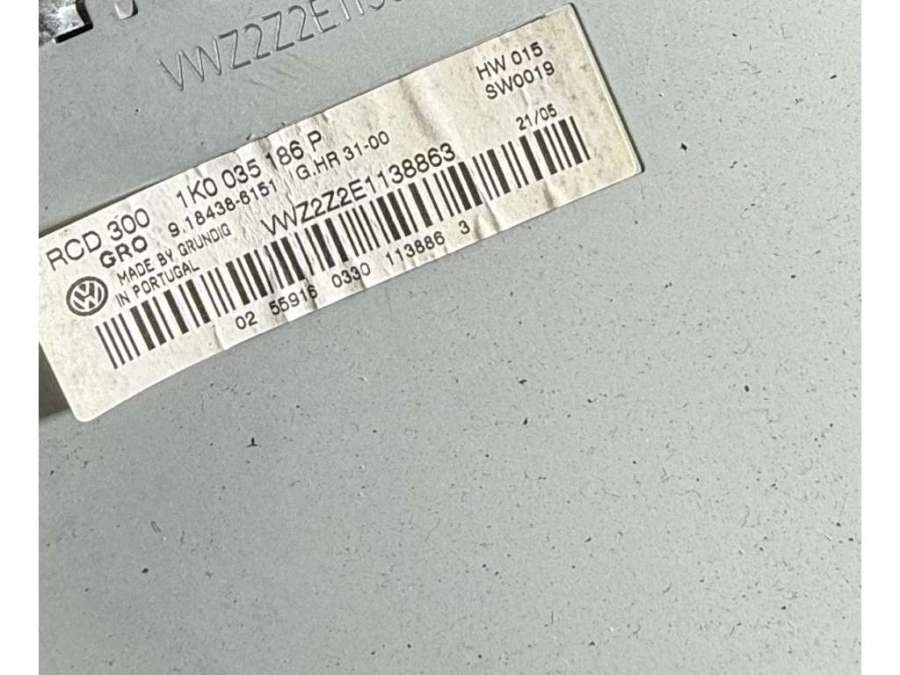 VWZ2Z2E113
RCD 300 1K0 035 186 P HW 015
GRO 9.18438-6151 G.HR 31-00 SW0019
MADE BY GRUNDIG VWZ2Z2E1138863 21/05
IN PORTUGAL
02 55916 0330 113886 3